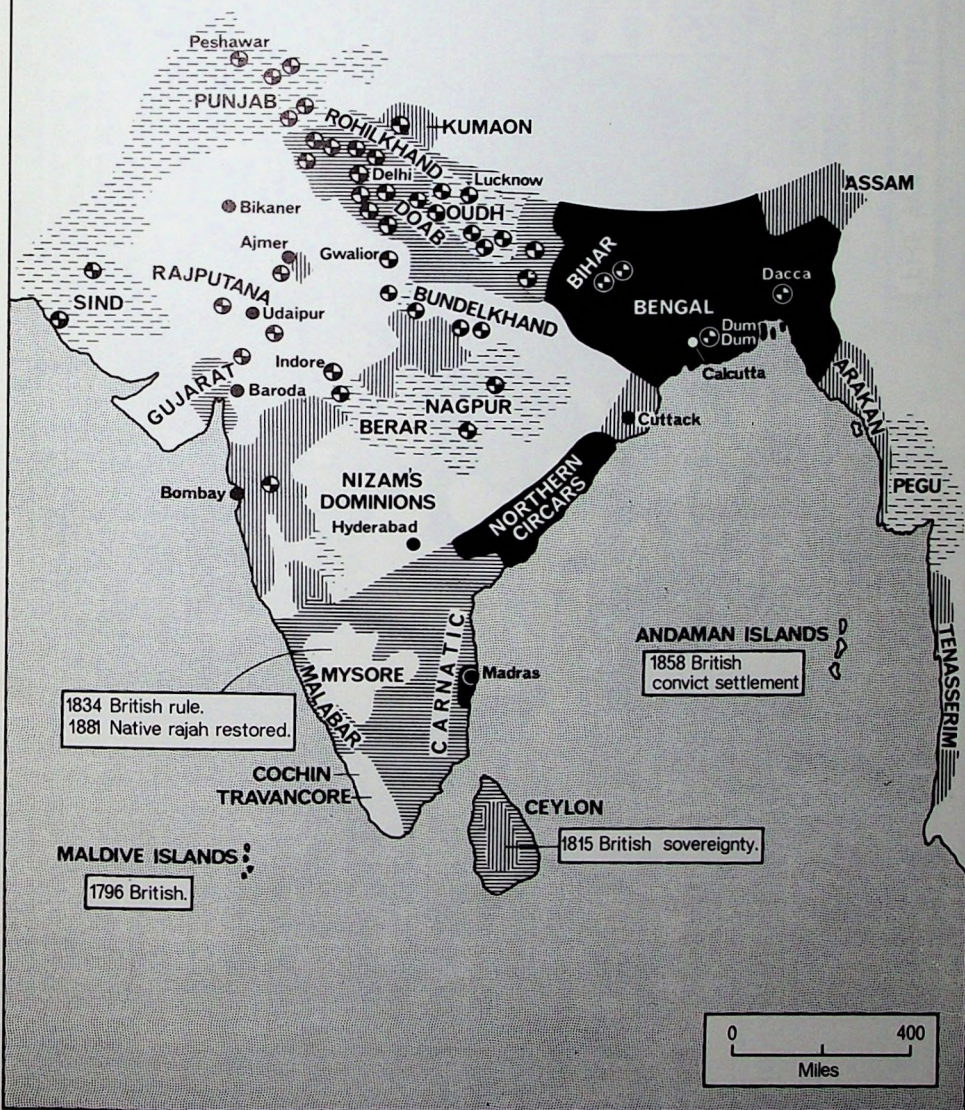 Peshawar
PUNJAB
ROHILKHAND
KUMAON
Delhi
Lucknow
ASSAM
Bikaner
DOAB
OUDH
Ajmer
Gwalior
BIHAR
Dacca
RAJPUTANA
SIND
BUNDELKHAND
BENGAL
Udaipur
Dum
Dum
Indore
Calcutta
GUJARAT
Baroda
ARAKAN
NAGPUR
BERAR
Cuttack
NIZAM'S
DOMINIONS
PEGU
Bombay
NORTHERN
CIRCARS
Hyderabad
ANDAMAN ISLANDS
1858 British
convict settlement
TENASSERIM
MYSORE
CARNATIC
Madras
MALABAR
1834 British rule.
1881 Native rajah restored.
COCHIN
TRAVANCORE
CEYLON
1815 British sovereignty.
MALDIVE ISLANDS
1796 British.
0 400
Miles